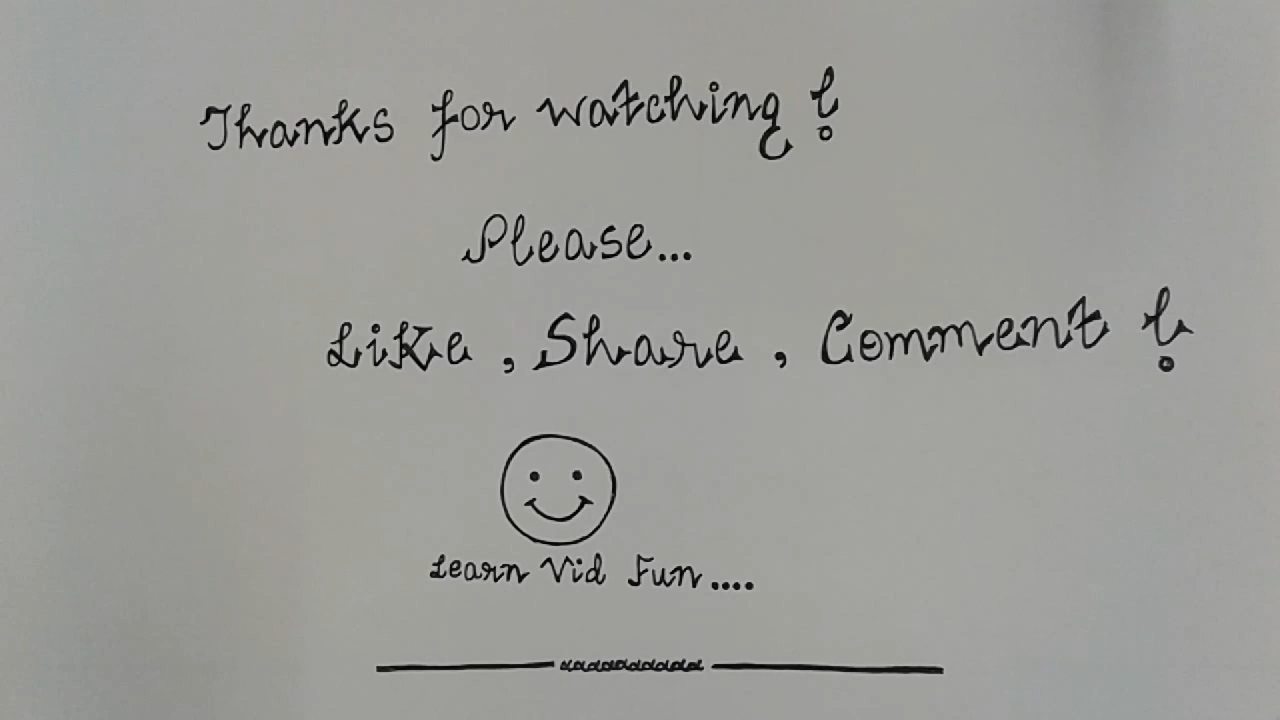 Thanks for watching !
Please...
Like , Share , Comment !
Learn Vid Fun....